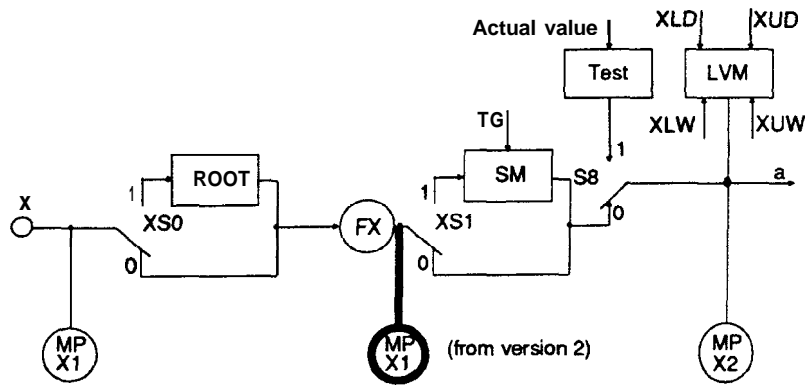 Actual value
XLD
XUD
Test
LVM
XLW
XUW
TG
1
1
ROOT
1
SM
S8
a
X
XS0
FX
XS1
0
0
0
MP
X1
MP
X1
(from version 2)
MP
X2